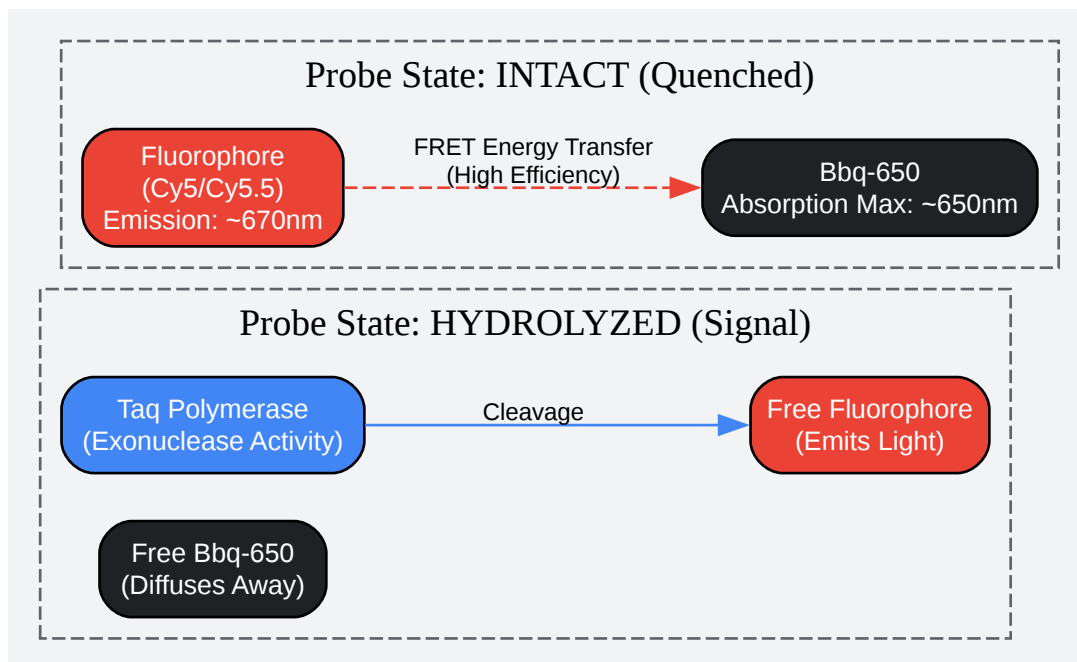 Probe State: INTACT (Quenched)
Fluorophore
(Cy5/Cy5.5)
Emission: ~670nm
FRET Energy Transfer
(High Efficiency)
Bbq-650
Absorption Max: ~650nm
Probe State: HYDROLYZED (Signal)
Taq Polymerase
(Exonuclease Activity)
Cleavage
Free Fluorophore
(Emits Light)
Free Bbq-650
(Diffuses Away)